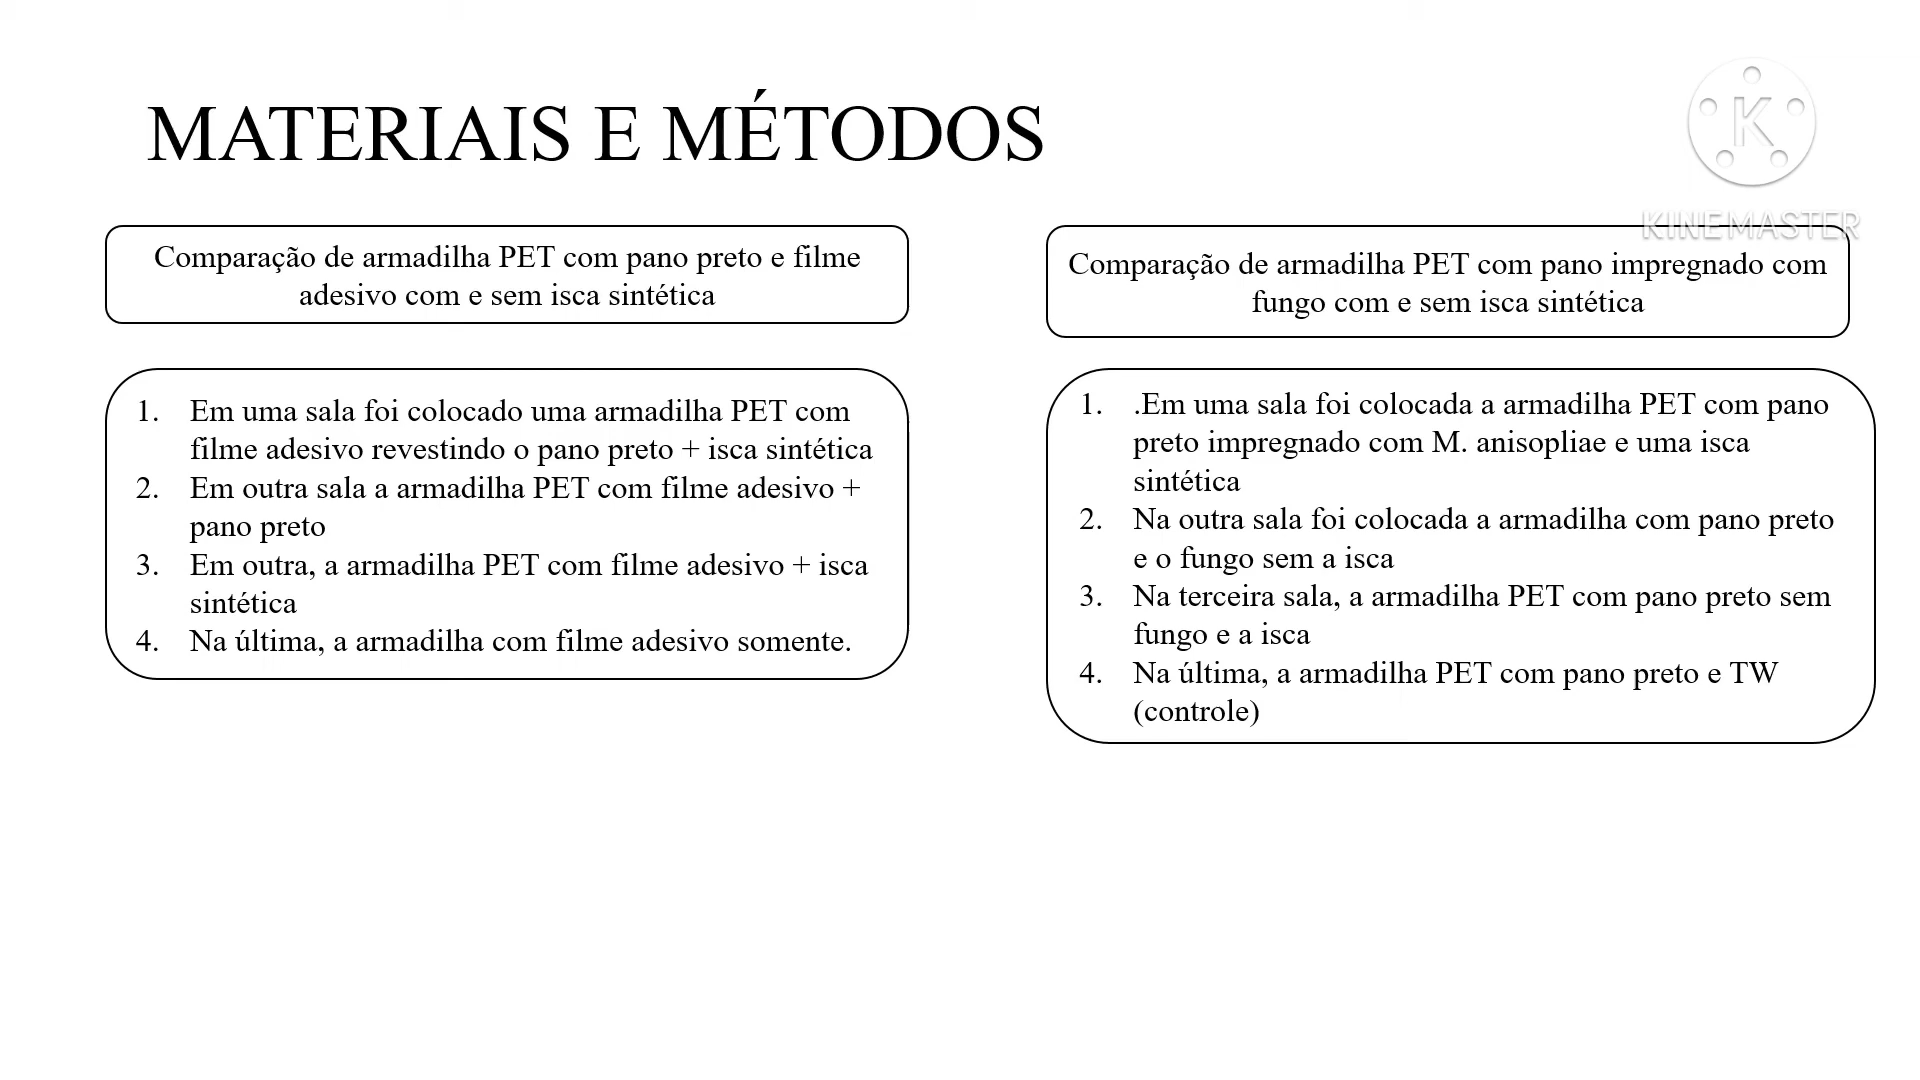 MATERIAIS E MÉTODOS
K
KINEMASTER
Comparação de armadilha PET com pano preto e filme
adesivo com e sem isca sintética
1. Em uma sala foi colocado uma armadilha PET com
filme adesivo revestindo o pano preto + isca sintética
2. Em outra sala a armadilha PET com filme adesivo +
pano preto
3. Em outra, a armadilha PET com filme adesivo + isca
sintética
4. Na última, a armadilha com filme adesivo somente.
Comparação de armadilha PET com pano impregnado com
fungo com e sem isca sintética
1. .Em uma sala foi colocada a armadilha PET com pano
preto impregnado com M. anisopliae e uma isca
sintética
2. Na outra sala foi colocada a armadilha com pano preto
e o fungo sem a isca
3. Na terceira sala, a armadilha PET com pano preto sem
fungo e a isca
4. Na última, a armadilha PET com pano preto e TW
(controle)